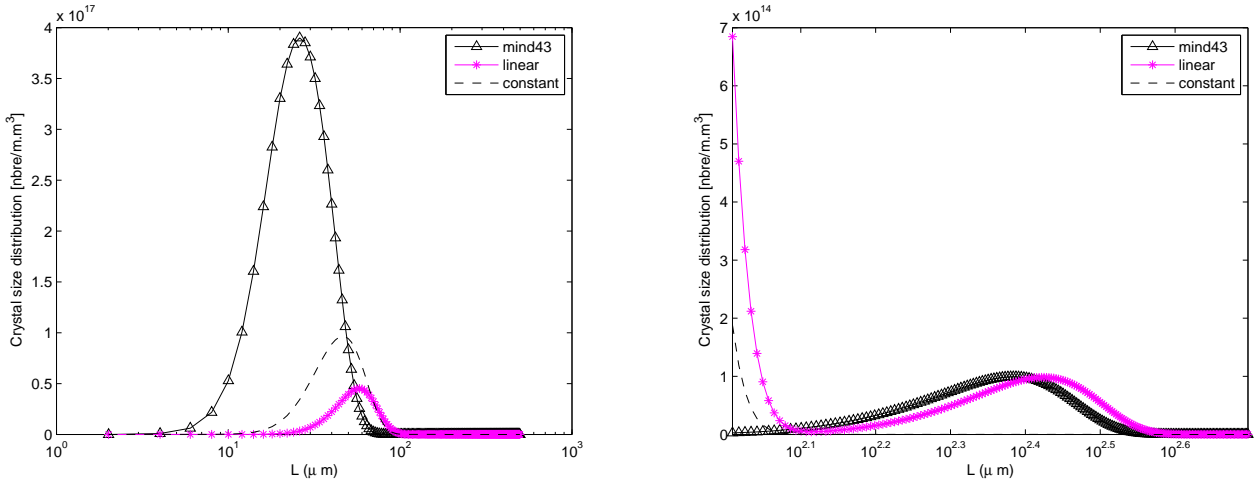 x 10^17
4
3.5
3
2.5
2
1.5
1
0.5
0
Crystal size distribution [nbre/m.m^3]
10^0
10^1
10^2
10^3
L (μ m)
mind43
linear
constant
x 10^14
7
6
5
4
3
2
1
0
Crystal size distribution [nbre/m.m^3]
10^2.1
10^2.2
10^2.3
10^2.4
10^2.5
10^2.6
L (μ m)
mind43
linear
constant